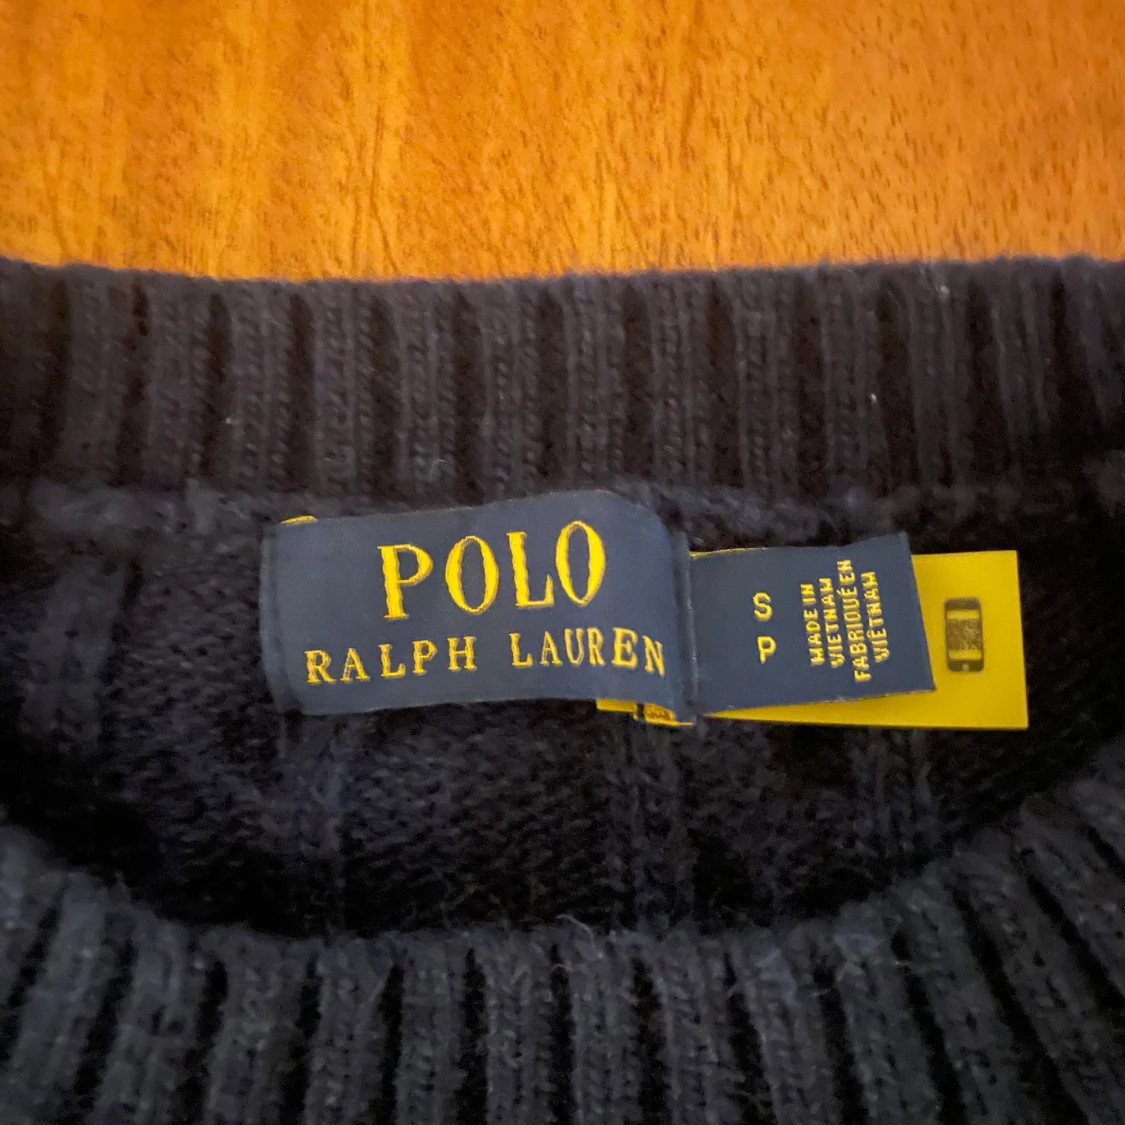 POLO
RALPH LAUREN
S
P
MADE IN
VIETNAM
FABRIQUÉ EN
VIETNAM